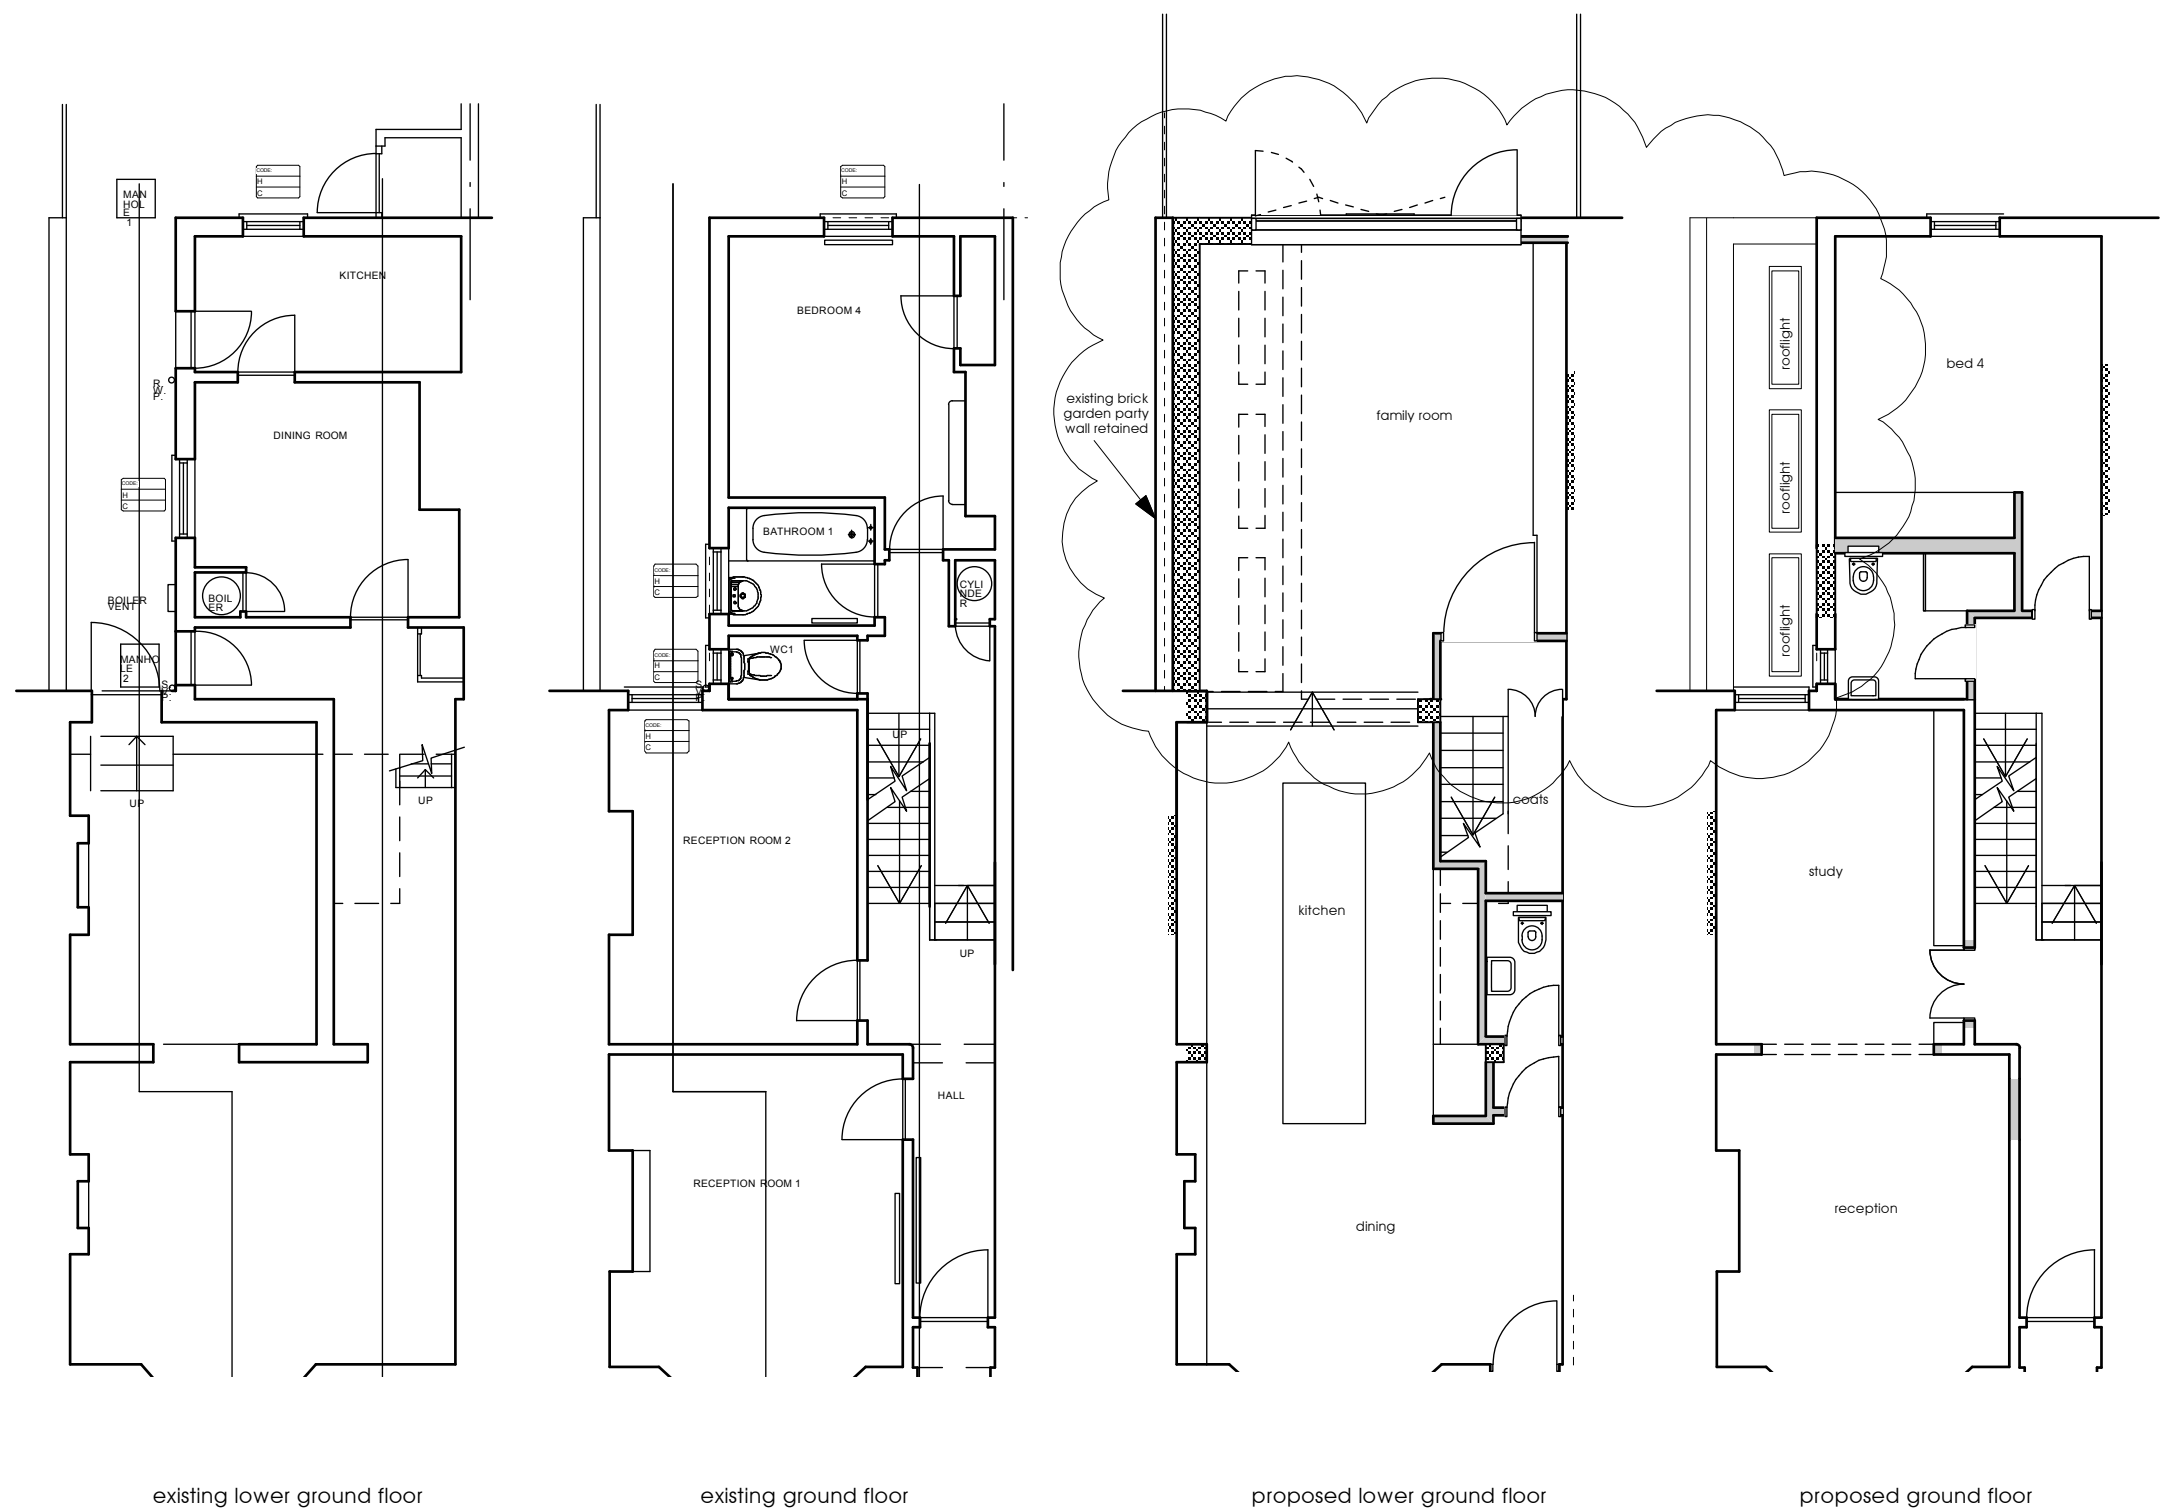 MAN
HOL
E
1
CODE:
H
C
KITCHEN
R.
W.
P.
DINING ROOM
CODE:
H
C
BOILER
VENT
BOIL
ER
MANHO
LE
2
S.
V.
P.
UP
UP
existing lower ground floor
CODE:
H
C
BEDROOM 4
BATHROOM 1
CODE:
H
C
CYLI
NDE
R
WC1
CODE:
H
C
CODE:
H
C
UP
RECEPTION ROOM 2
UP
HALL
RECEPTION ROOM 1
existing ground floor
existing brick
garden party
wall retained
family room
coats
kitchen
dining
proposed lower ground floor
rooflight
rooflight
rooflight
bed 4
study
reception
proposed ground floor